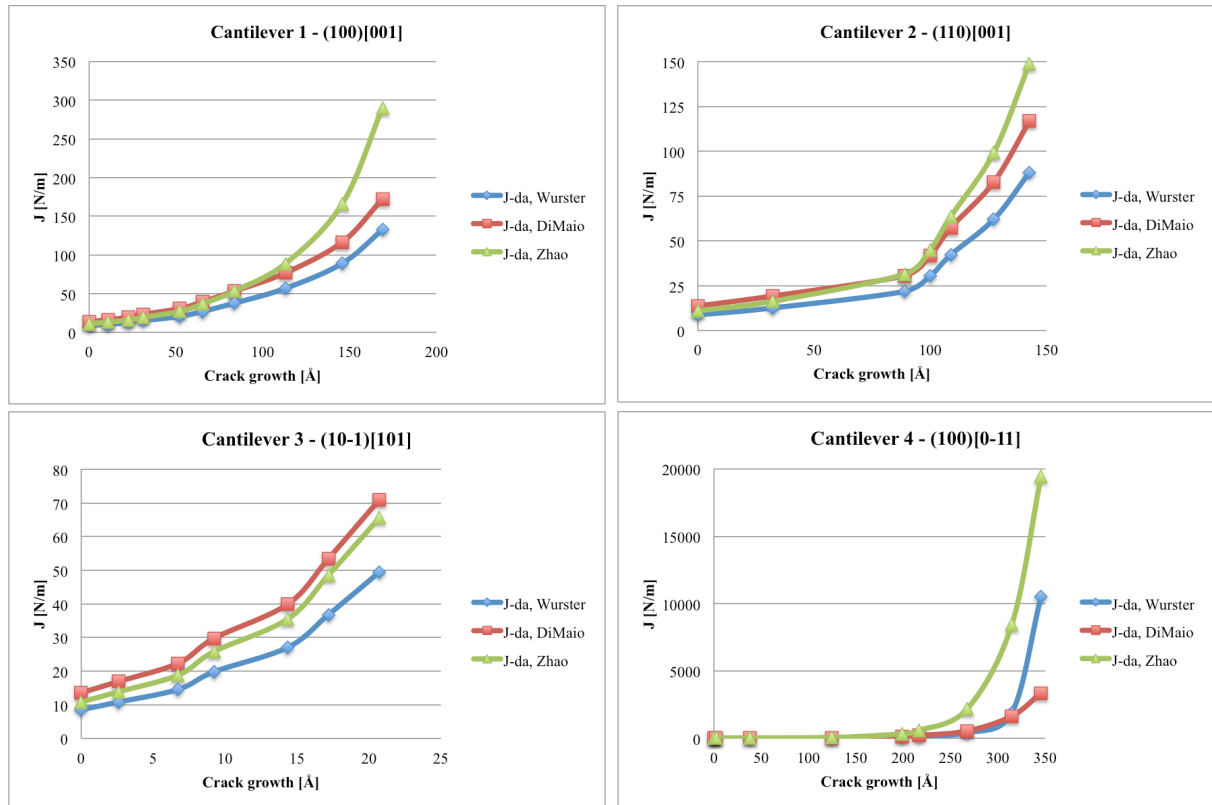 Cantilever 1 - (100)[001]
350
300
250
200
150
100
50
0
J [N/m]
0 50 100 150 200
Crack growth [Å]
J-da, Wurster
J-da, DiMaio
J-da, Zhao
Cantilever 2 - (110)[001]
150
125
100
75
50
25
0
J [N/m]
0 50 100 150
Crack growth [Å]
J-da, Wurster
J-da, DiMaio
J-da, Zhao
Cantilever 3 - (10-1)[101]
80
70
60
50
40
30
20
10
0
J [N/m]
0 5 10 15 20 25
Crack growth [Å]
J-da, Wurster
J-da, DiMaio
J-da, Zhao
Cantilever 4 - (100)[0-11]
20000
15000
10000
5000
0
J [N/m]
0 50 100 150 200 250 300 350
Crack growth [Å]
J-da, Wurster
J-da, DiMaio
J-da, Zhao